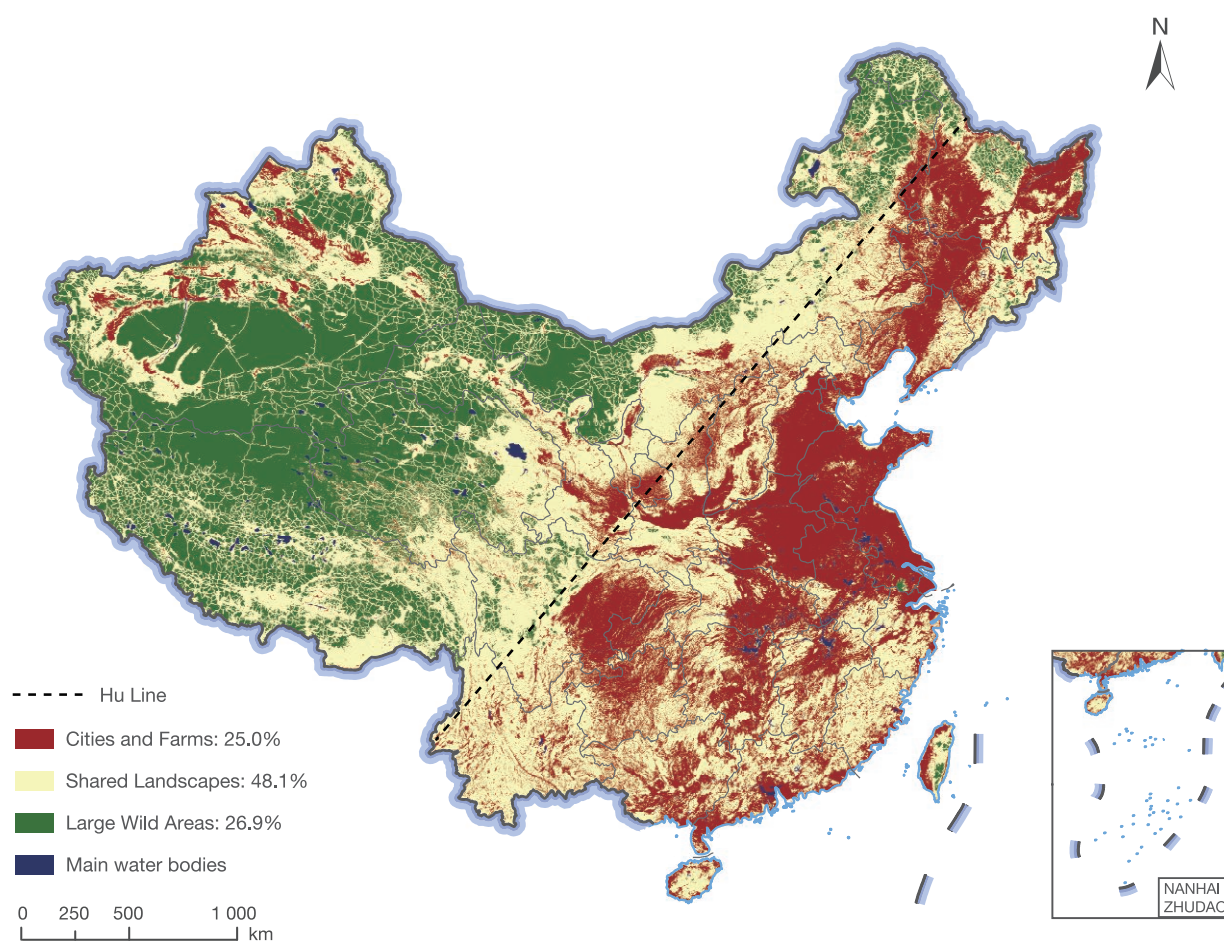 N
Hu Line
Cities and Farms: 25.0%
Shared Landscapes: 48.1%
Large Wild Areas: 26.9%
Main water bodies
0 250 500 1 000
km
NANHAI
ZHUDAO